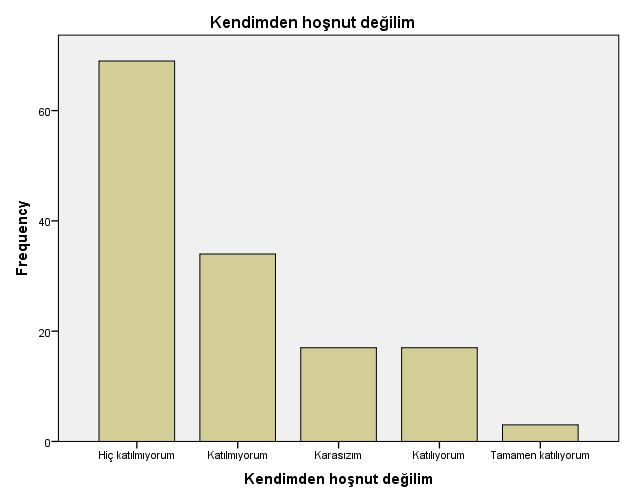 Kendimden hoşnut değilim
Frequency
60
40
20
0
Hiç katılmıyorum
Katılmıyorum
Karasızım
Katılıyorum
Tamamen katılıyorum
Kendimden hoşnut değilim